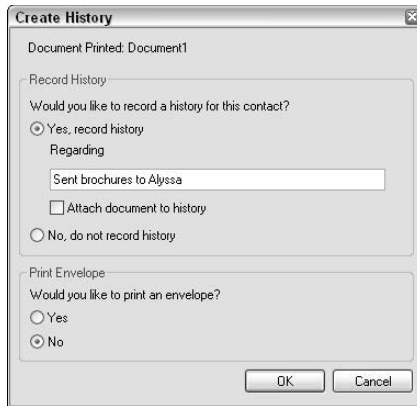 Create History
Document Printed: Document1
Record History
Would you like to record a history for this contact?
Yes, record history
Regarding
Sent brochures to Alyssa
Attach document to history
No, do not record history
Print Envelope
Would you like to print an envelope?
Yes
No
OK Cancel